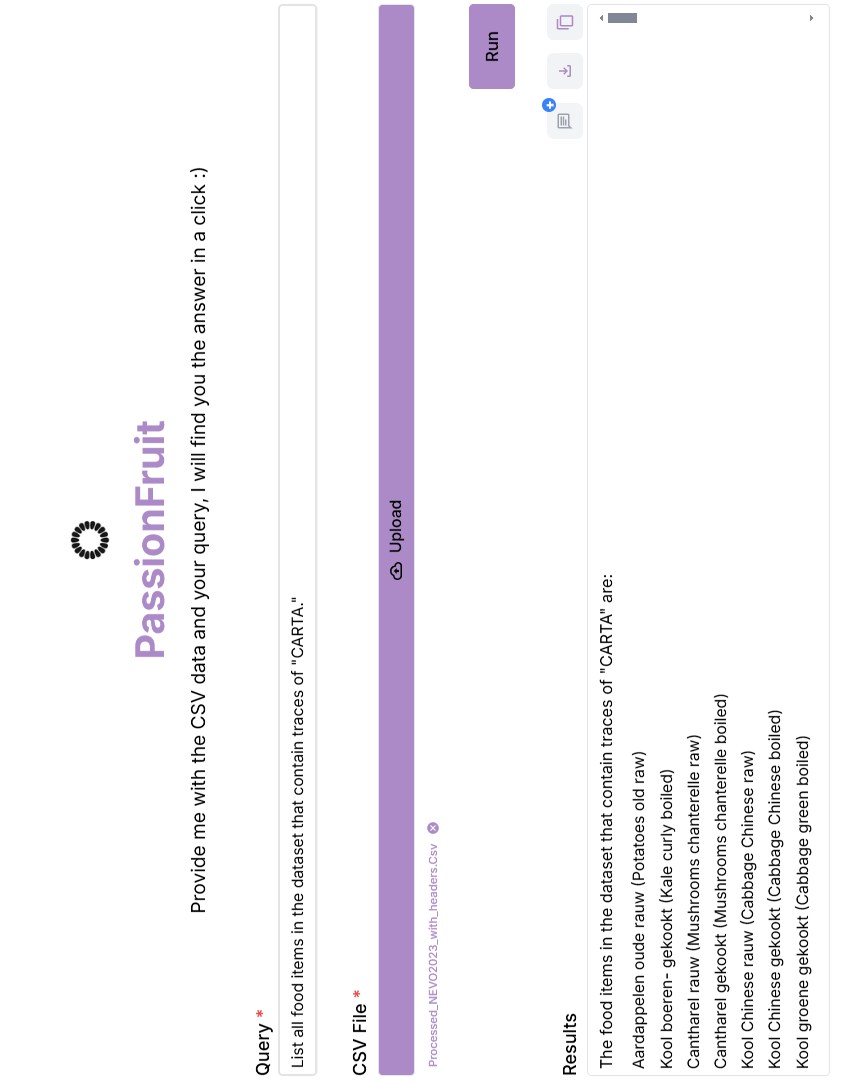 PassionFruit
Provide me with the CSV data and your query, I will find you the answer in a click :)
Query *
List all food items in the dataset that contain traces of "CARTA."
CSV File *
Upload
Processed_NEVO2023_with_headers.Csv
Run
Results
The food items in the dataset that contain traces of "CARTA" are:
Aardappelen oude rauw (Potatoes old raw)
Kool boeren- gekookt (Kale curly boiled)
Cantharel rauw (Mushrooms chanterelle raw)
Cantharel gekookt (Mushrooms chanterelle boiled)
Kool Chinese rauw (Cabbage Chinese raw)
Kool Chinese gekookt (Cabbage Chinese boiled)
Kool groene gekookt (Cabbage green boiled)